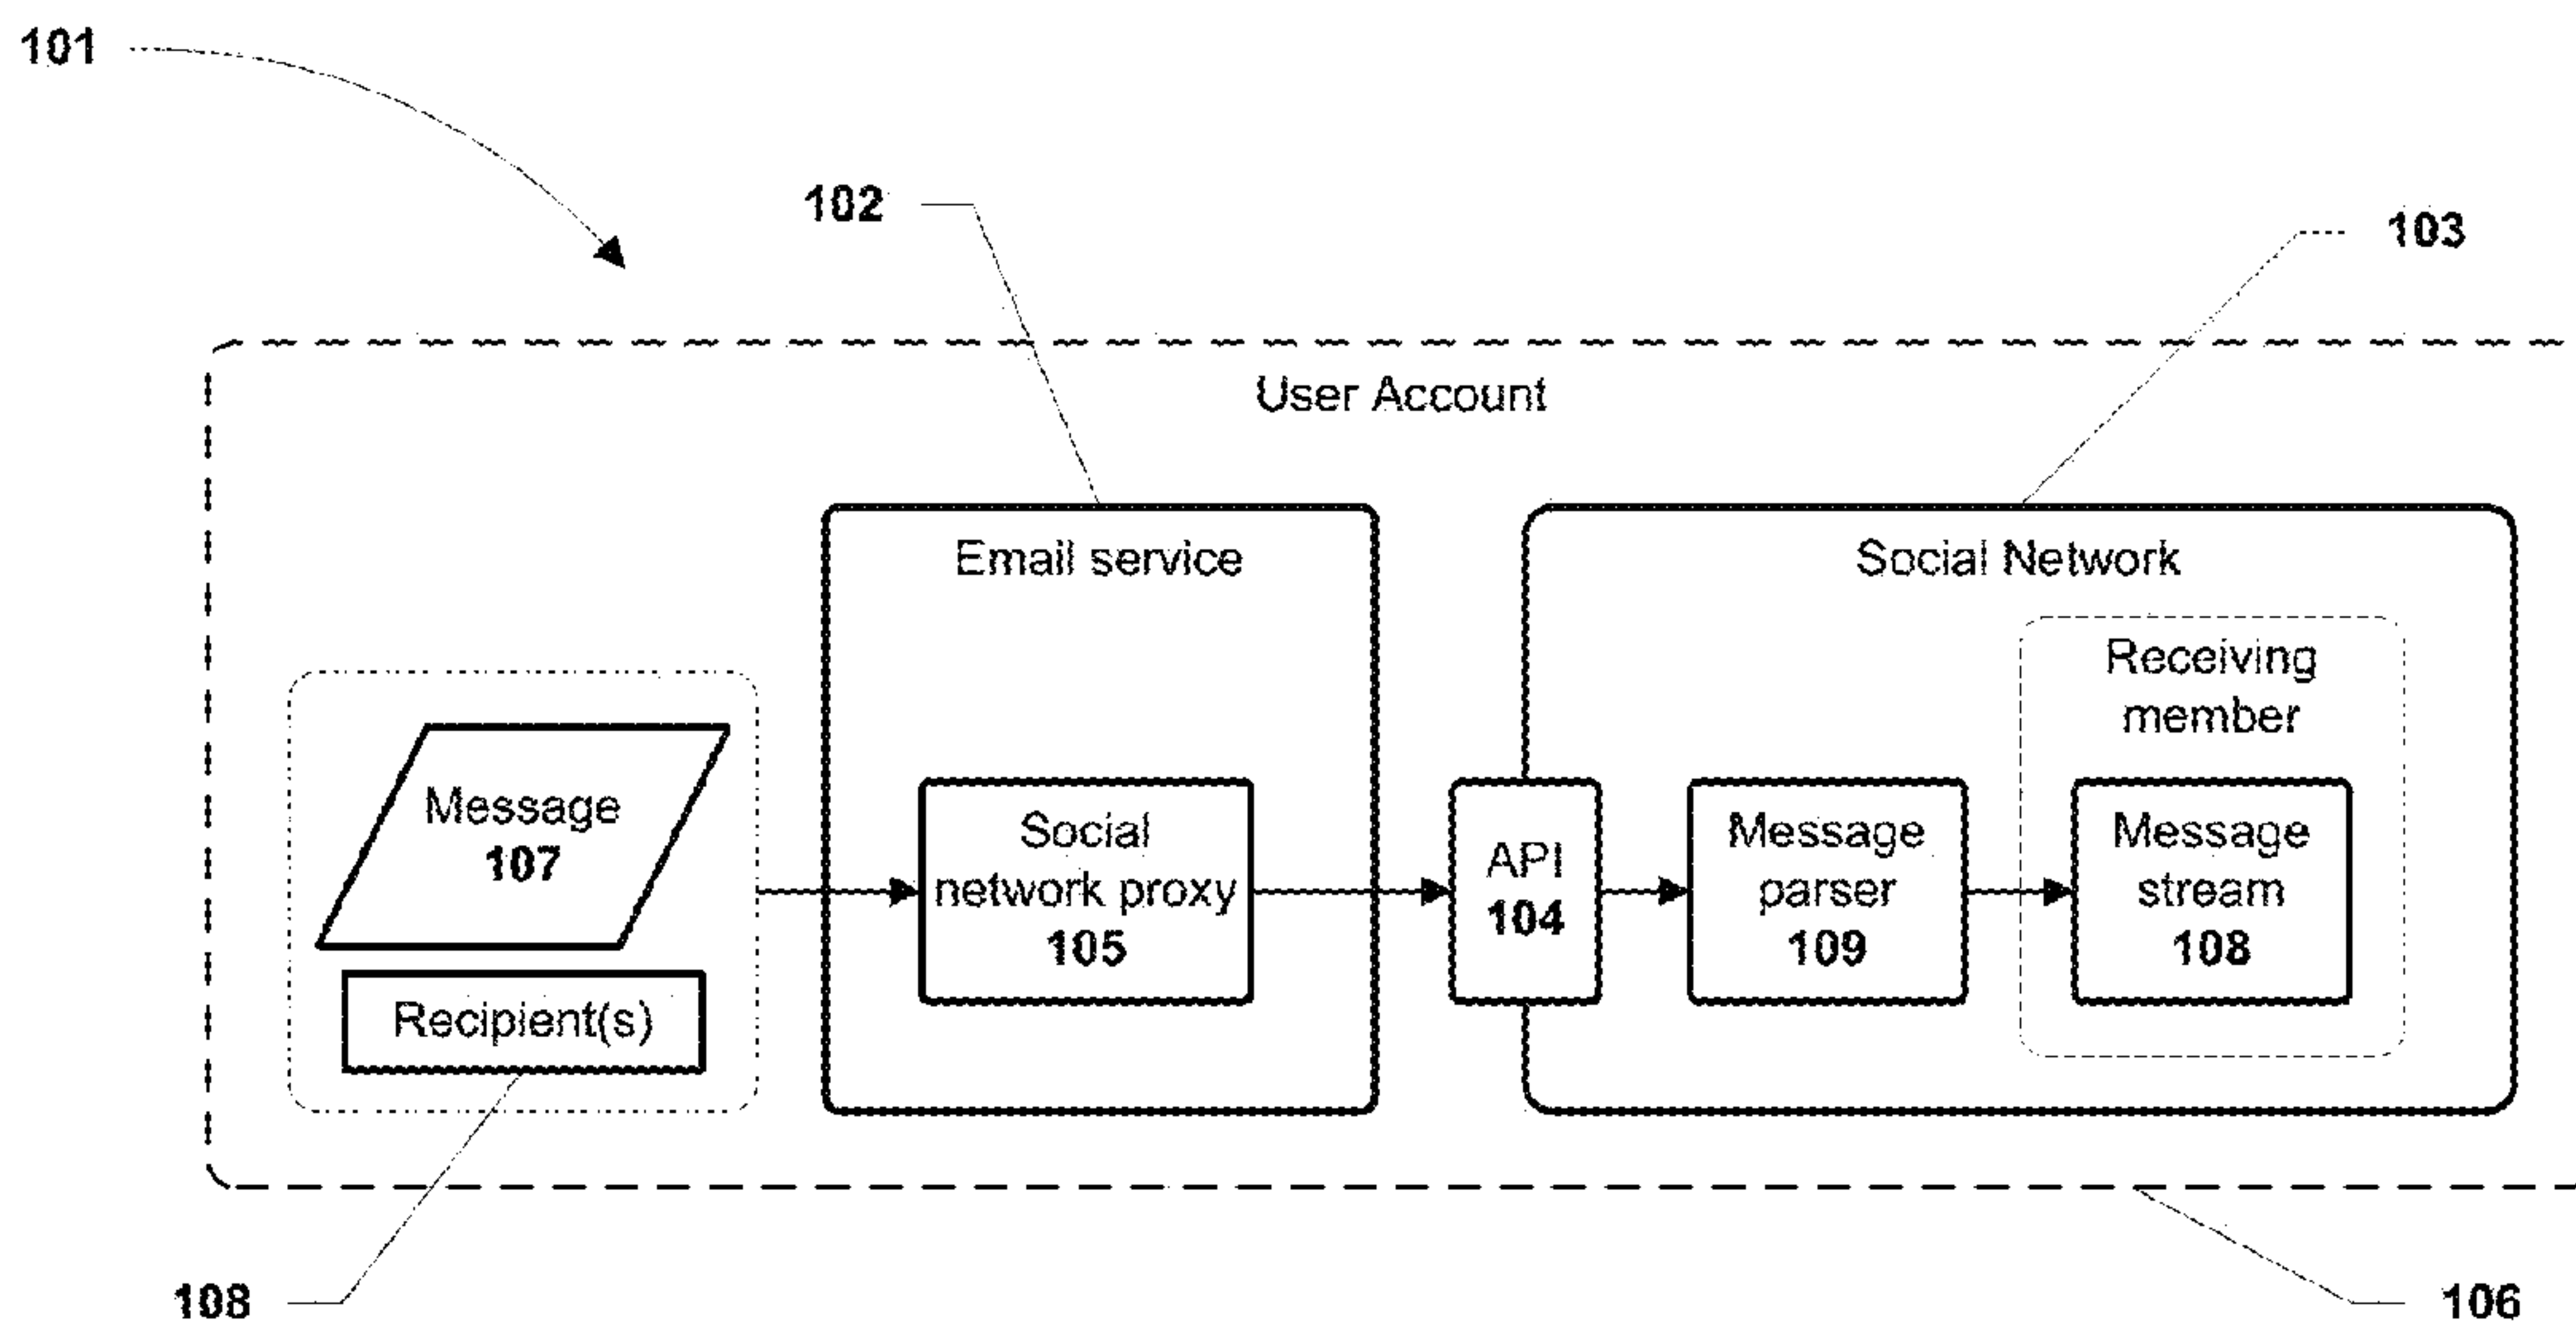 101
102
103
User Account
Email service
Social Network
Receiving
member
Message
107
Recipient(s)
Social
network proxy
105
API
104
Message
parser
109
Message
stream
108
108
106